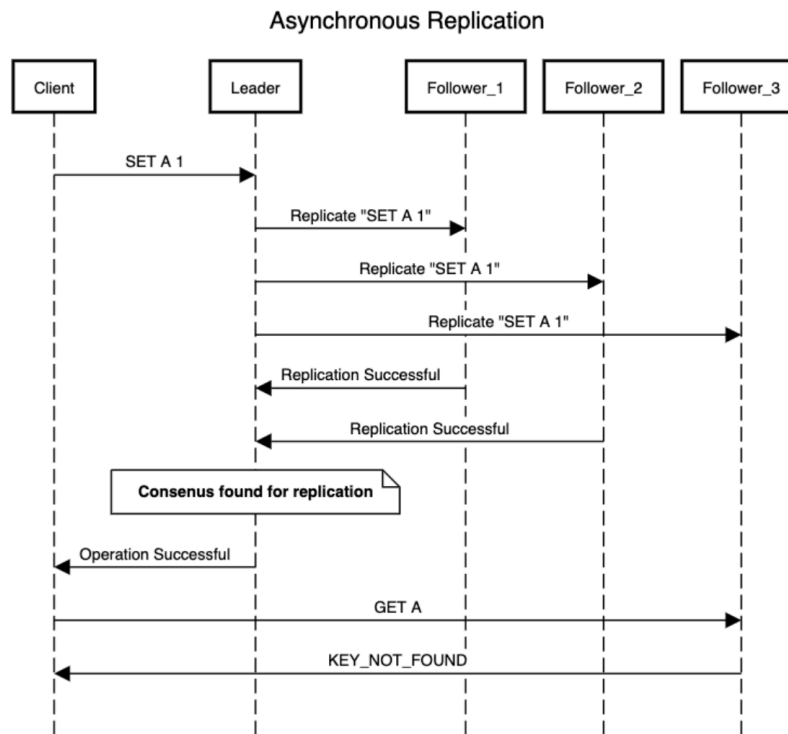 Asynchronous Replication
Client
Leader
Follower_1
Follower_2
Follower_3
SET A 1
Replicate "SET A 1"
Replicate "SET A 1"
Replicate "SET A 1"
Replication Successful
Replication Successful
Consenus found for replication
Operation Successful
GET A
KEY_NOT_FOUND